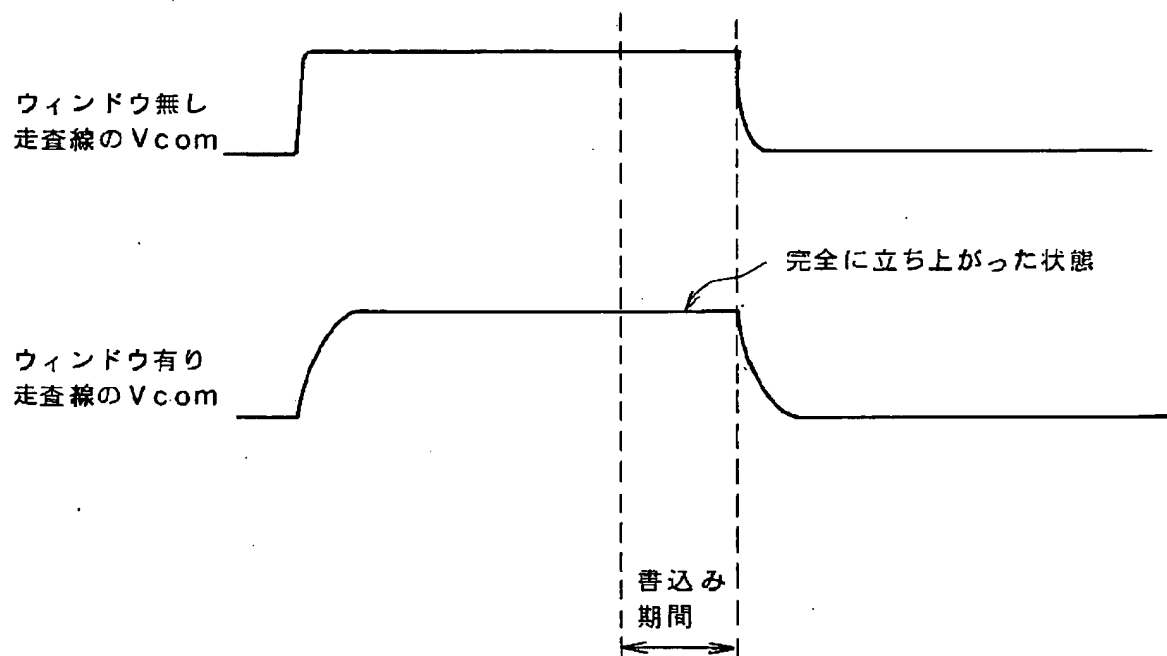 ウィンドウ無し
走査線のVcom
完全に立ち上がった状態
ウィンドウ有り
走査線のVcom
書込み
期間